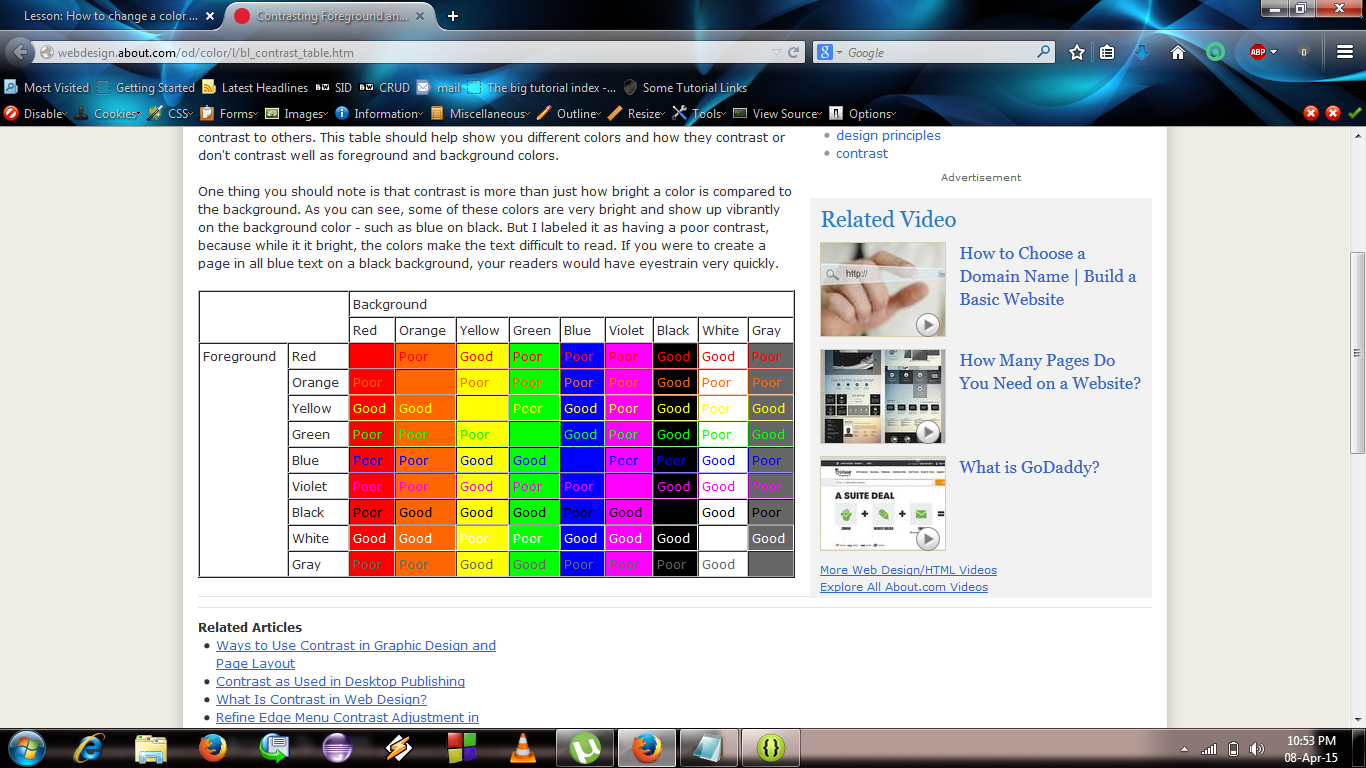 Lesson: How to change a color ...
Contrasting Foreground an...
webdesign.about.com/od/color/l/bl_contrast_table.htm
Google
ABP
0
Most Visited
Getting Started
Latest Headlines
BW SID
BW CRUD
mail
The big tutorial index -...
Some Tutorial Links
Disable
Cookies
CSS
Forms
Images
Information
Miscellaneous
Outline
Resize
Tools
View Source
Options
contrast to others. This table should help show you different colors and how they contrast or
don't contrast well as foreground and background colors.
One thing you should note is that contrast is more than just how bright a color is compared to
the background. As you can see, some of these colors are very bright and show up vibrantly
on the background color - such as blue on black. But I labeled it as having a poor contrast,
because while it it bright, the colors make the text difficult to read. If you were to create a
page in all blue text on a black background, your readers would have eyestrain very quickly.
Background
Red Orange Yellow Green Blue Violet Black White Gray
Foreground Red Poor Good Poor Poor Poor Good Good Poor
Orange Poor Poor Poor Poor Poor Good Poor Poor
Yellow Good Good Poor Good Poor Good Poor Good
Green Poor Poor Poor Good Poor Good Poor Good
Blue Poor Poor Good Good Poor Poor Good Poor
Violet Poor Poor Good Poor Poor Good Good Poor
Black Poor Good Good Good Poor Good Good Poor
White Good Good Poor Poor Good Good Good Good
Gray Poor Poor Good Good Poor Poor Poor Good
Related Articles
Ways to Use Contrast in Graphic Design and
Page Layout
Contrast as Used in Desktop Publishing
What Is Contrast in Web Design?
Refine Edge Menu Contrast Adjustment in
design principles
contrast
Advertisement
Related Video
http://
How to Choose a
Domain Name | Build a
Basic Website
How Many Pages Do
You Need on a Website?
A SUITE DEAL
What is GoDaddy?
More Web Design/HTML Videos
Explore All About.com Videos
10:53 PM
08-Apr-15